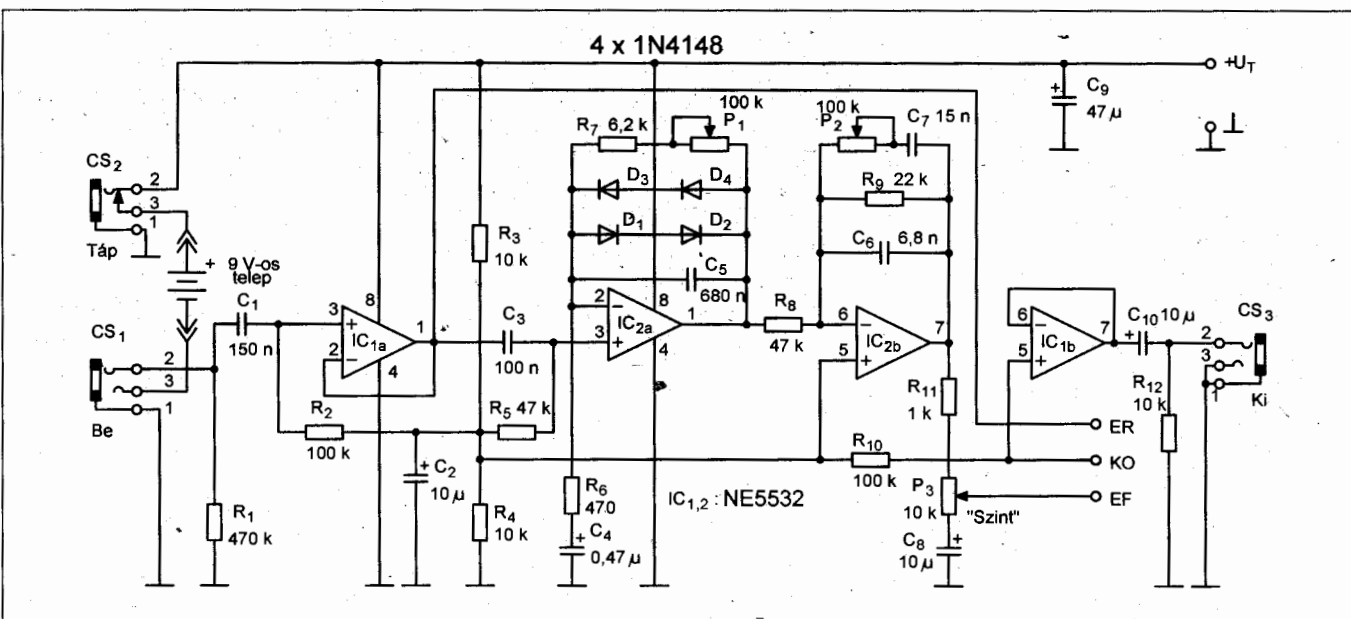 4 x 1N4148
+U_T
C₉
47 µ
⊥
100 k
P₁
R₇ 6,2 k
100 k
P₂
C₇ 15 n
D₃
D₄
R₉ 22 k
D₁
D₂
C₆
6,8 n
C₅
680 n
CS₂
2
3
1
Táp
+
9 V-os
telep
R₃
10 k
C₁
150 n
3
+
2
−
IC₁ₐ
8
1
4
C₃
100 n
2
−
3
+
IC₂ₐ
8
1
4
R₈
47 k
6
−
5
+
IC₂b
7
6
−
5
+
IC₁b
7
+
C₁₀ 10 µ
2
3
1
CS₃
Ki
CS₁
2
3
1
Be
R₂
100 k
R₅ 47 k
R₁₁
1 k
R₁₂
10 k
ER
R₁₀
100 k
KO
EF
+
C₂
10 µ
R₆
470
IC₁,₂ : NE5532
P₃
10 k
"Szint"
R₁
470 k
R₄
10 k
+
C₄
0,47 µ
C₈
10 µ
+